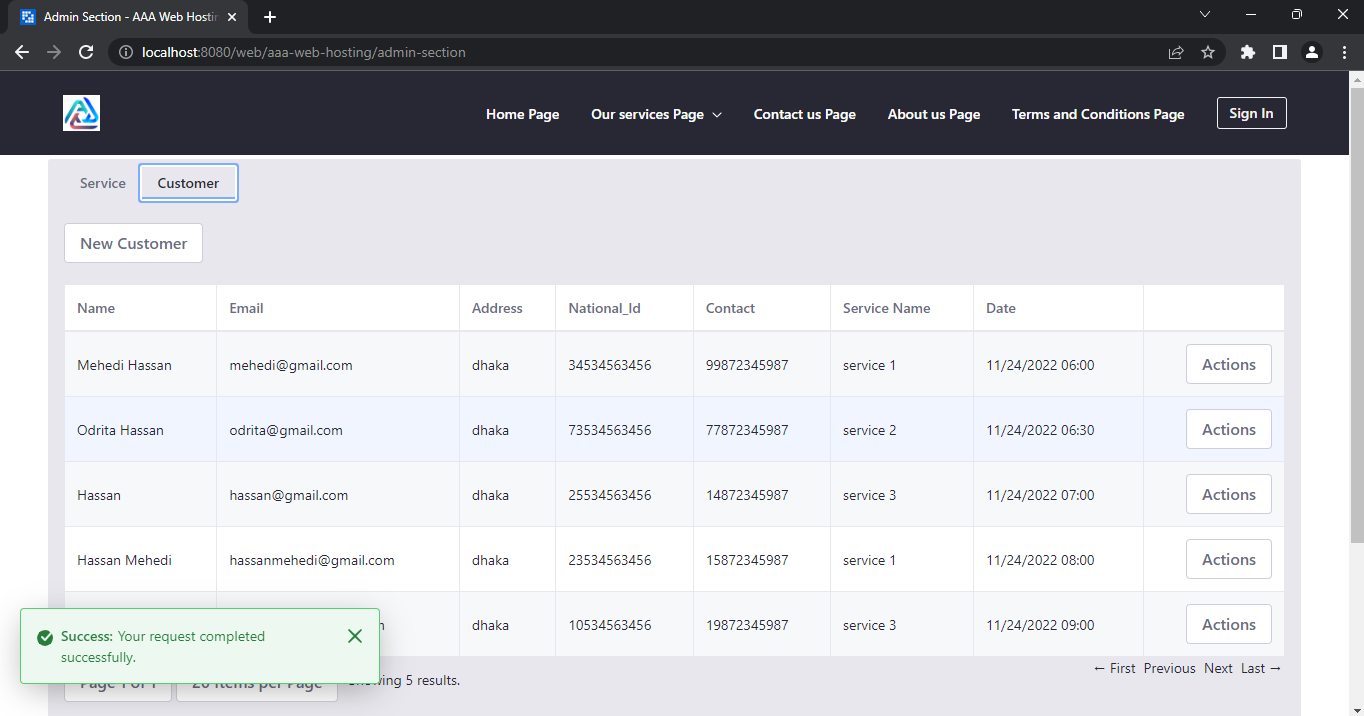 Admin Section - AAA Web Hostin
localhost:8080/web/aaa-web-hosting/admin-section
Home Page Our services Page Contact us Page About us Page Terms and Conditions Page Sign In
Service Customer
New Customer
Name Email Address National_Id Contact Service Name Date
Mehedi Hassan mehedi@gmail.com dhaka 34534563456 99872345987 service 1 11/24/2022 06:00 Actions
Odrita Hassan odrita@gmail.com dhaka 73534563456 77872345987 service 2 11/24/2022 06:30 Actions
Hassan hassan@gmail.com dhaka 25534563456 14872345987 service 3 11/24/2022 07:00 Actions
Hassan Mehedi hassanmehedi@gmail.com dhaka 23534563456 15872345987 service 1 11/24/2022 08:00 Actions
dhaka 10534563456 19872345987 service 3 11/24/2022 09:00 Actions
Success: Your request completed
successfully.
← First Previous Next Last →
Page 1 of 1 20 Items per Page Showing 5 results.